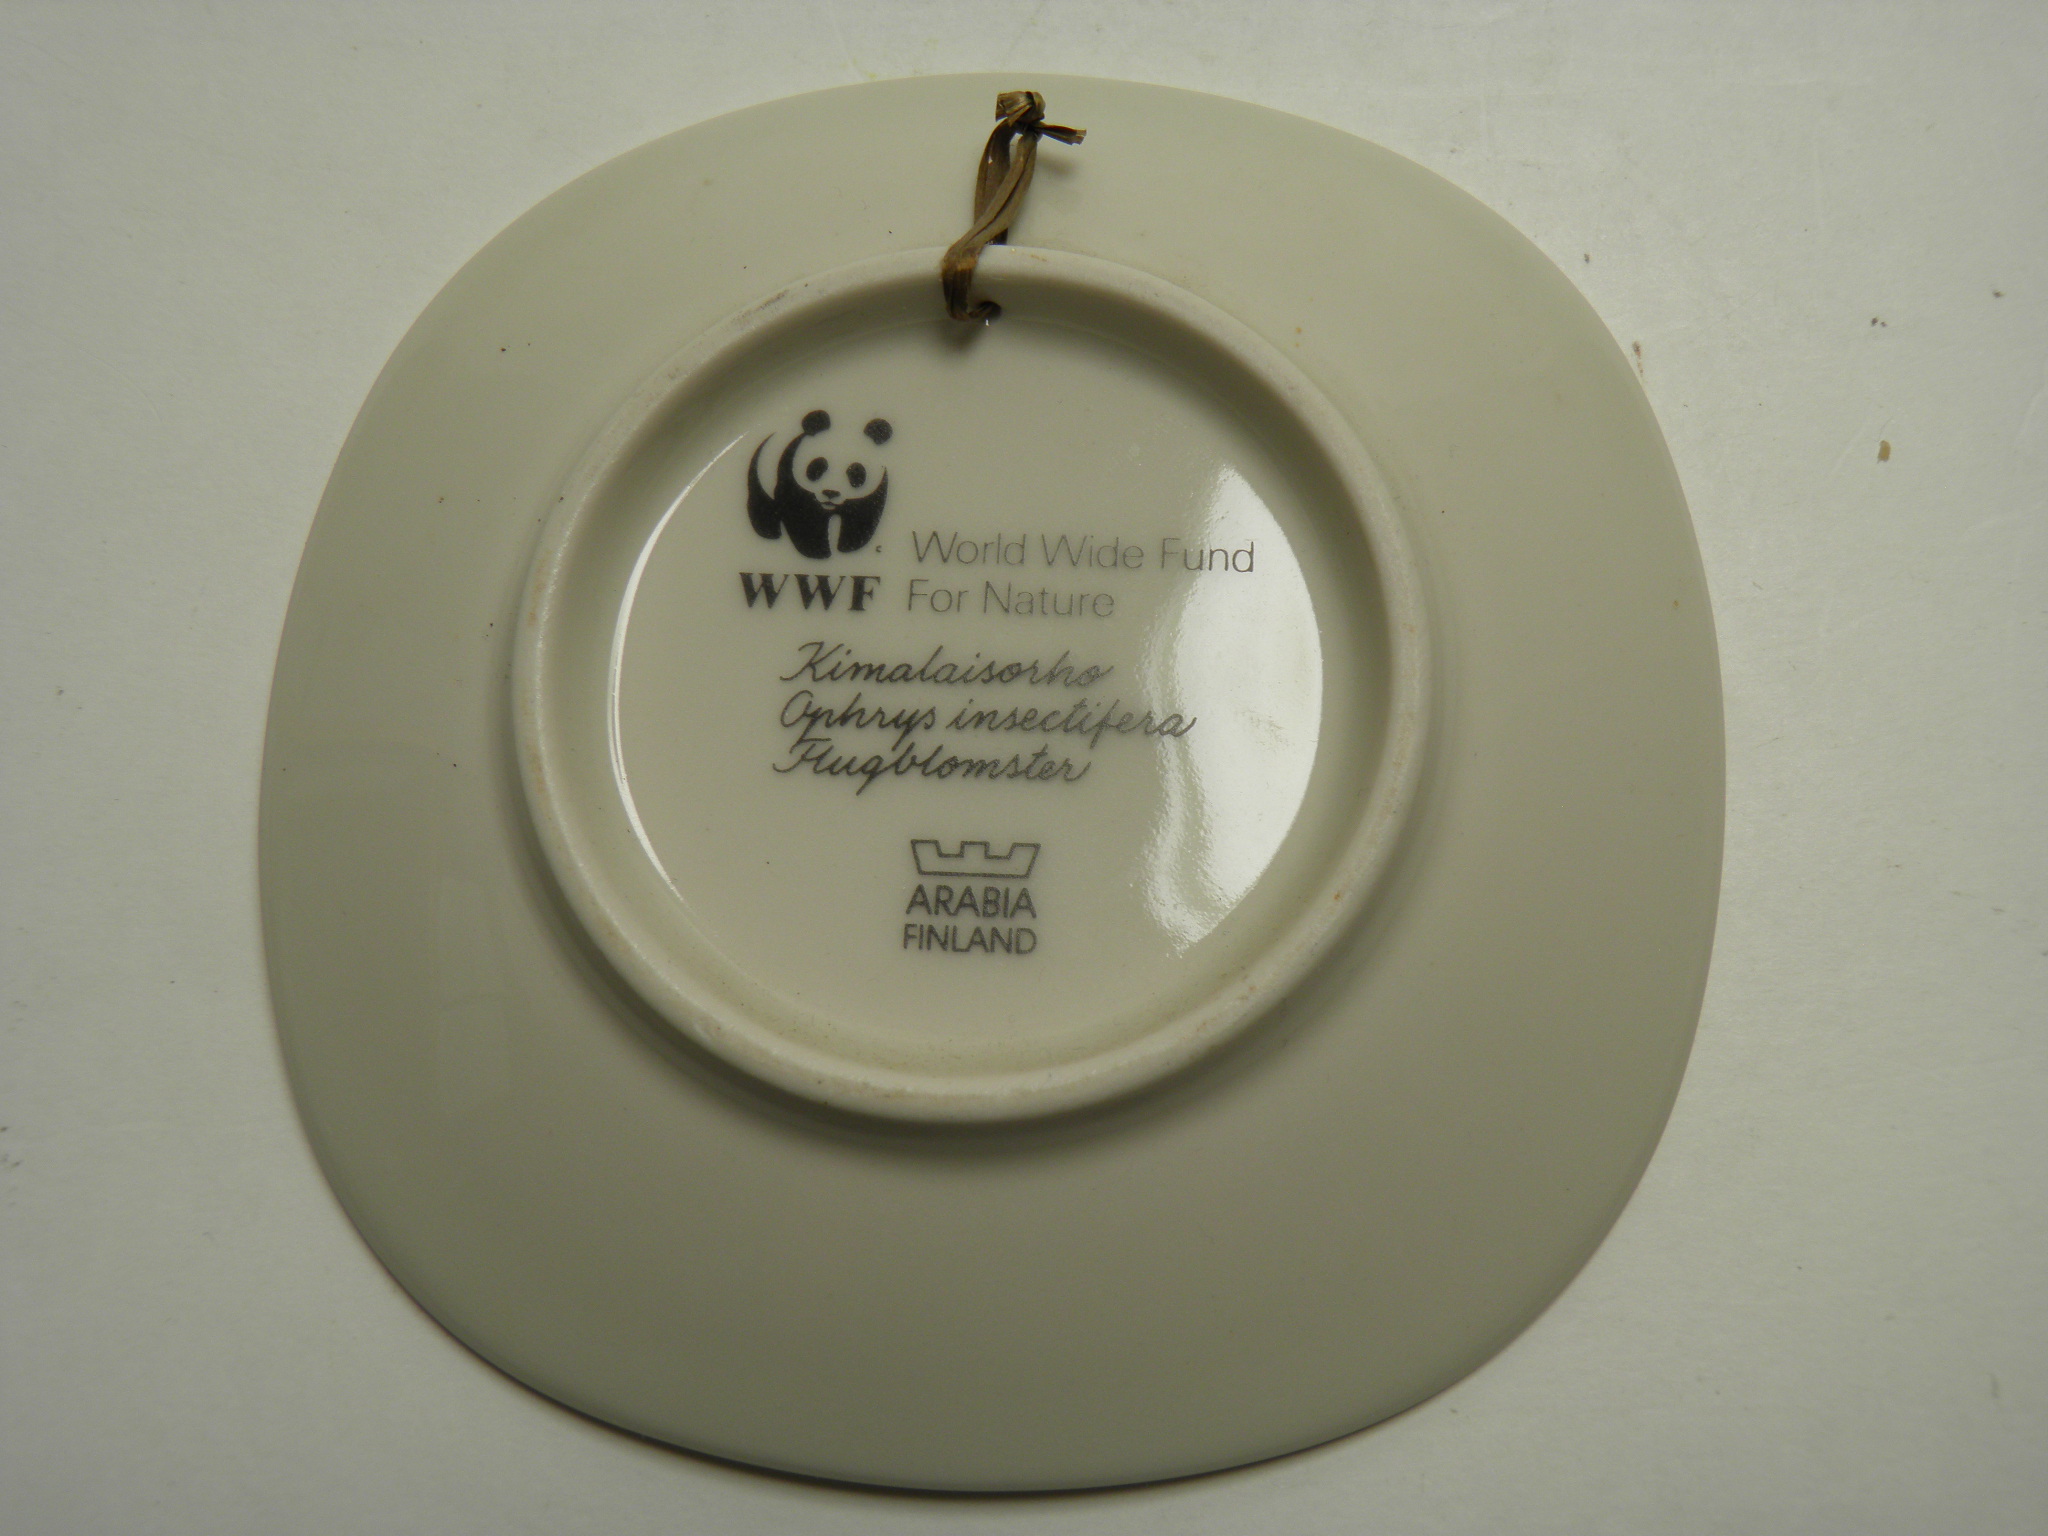 World Wide Fund
WWF For Nature
Kimalaisorho
Ophrys insectifera
Flugblomster
ARABIA
FINLAND